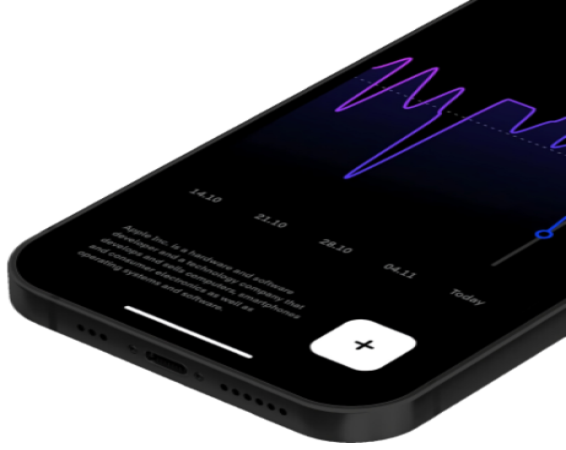 14.10
21.10
28.10
04.11
Today
Apple Inc. is a hardware and software
developer and a technology company that
develops and sells computers, smartphones
and consumer electronics as well as
operating systems and software.
+